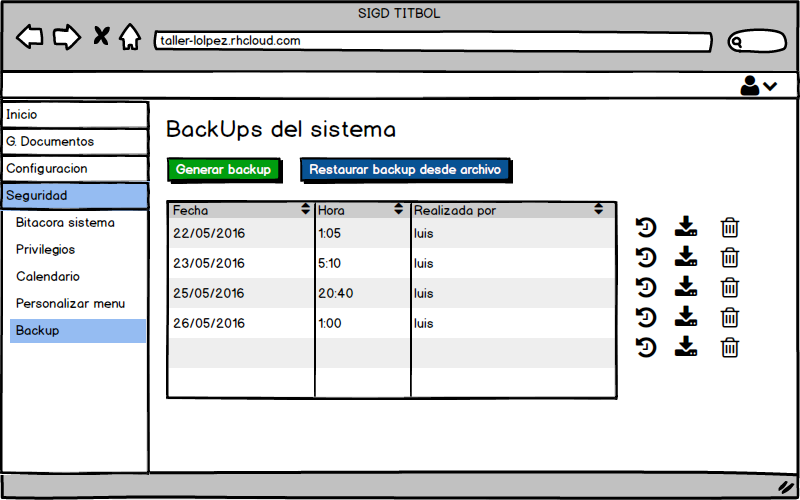 SIGD TITBOL
taller-lolpez.rhcloud.com
Inicio
G. Documentos
Configuracion
Seguridad
Bitacora sistema
Privilegios
Calendario
Personalizar menu
Backup
BackUps del sistema
Generar backup Restaurar backup desde archivo
Fecha Hora Realizada por
22/05/2016 1:05 luis
23/05/2016 5:10 luis
25/05/2016 20:40 luis
26/05/2016 1:00 luis